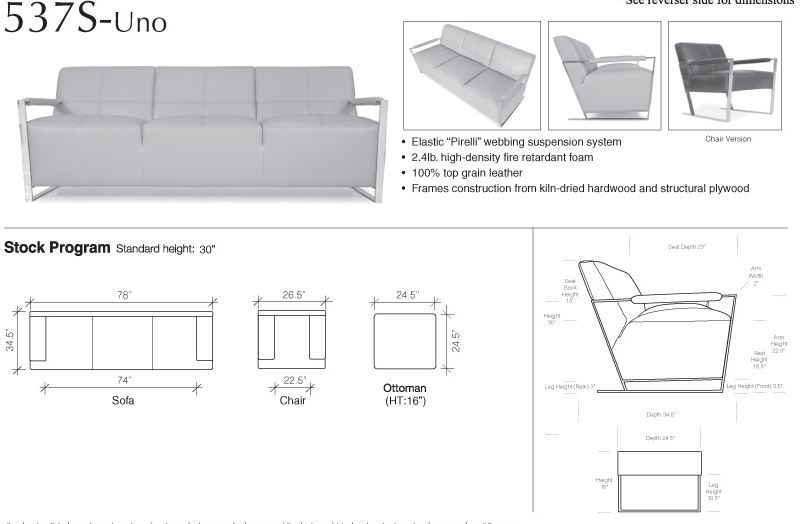 * See reverser side for dimensions
537S-Uno
Chair Version
• Elastic “Pirelli” webbing suspension system
• 2.4lb. high-density fire retardant foam
• 100% top grain leather
• Frames construction from kiln-dried hardwood and structural plywood
Stock Program Standard height: 30"
78"
34.5"
74"
Sofa
26.5"
22.5"
Chair
24.5"
24.5"
Ottoman
(HT:16")
Seat Depth 23"
Arm
Width
2"
Seat
Back
Height
15"
Height
30"
Arm
Height
22.5"
Seat
Height
16.5"
Leg Height (Rear) 3"
Leg Height (Front) 3.5"
Depth 34.5"
Depth 24.5"
Height
16"
Leg
Height
10.5"